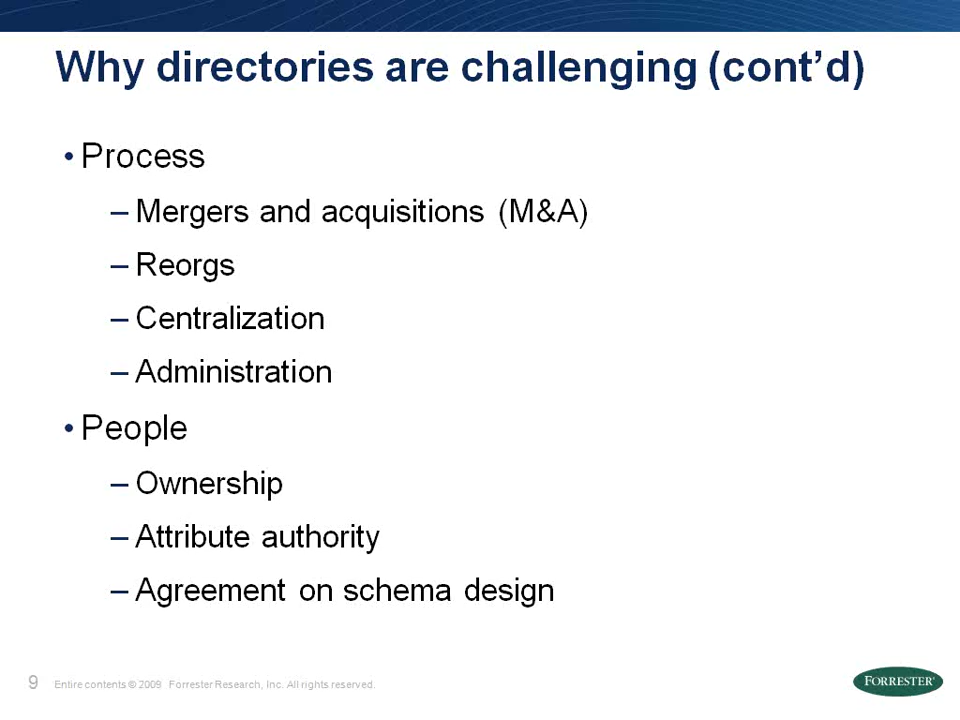 Why directories are challenging (cont’d)
• Process
– Mergers and acquisitions (M&A)
– Reorgs
– Centralization
– Administration
• People
– Ownership
– Attribute authority
– Agreement on schema design
9 Entire contents © 2009 Forrester Research, Inc. All rights reserved.
FORRESTER®